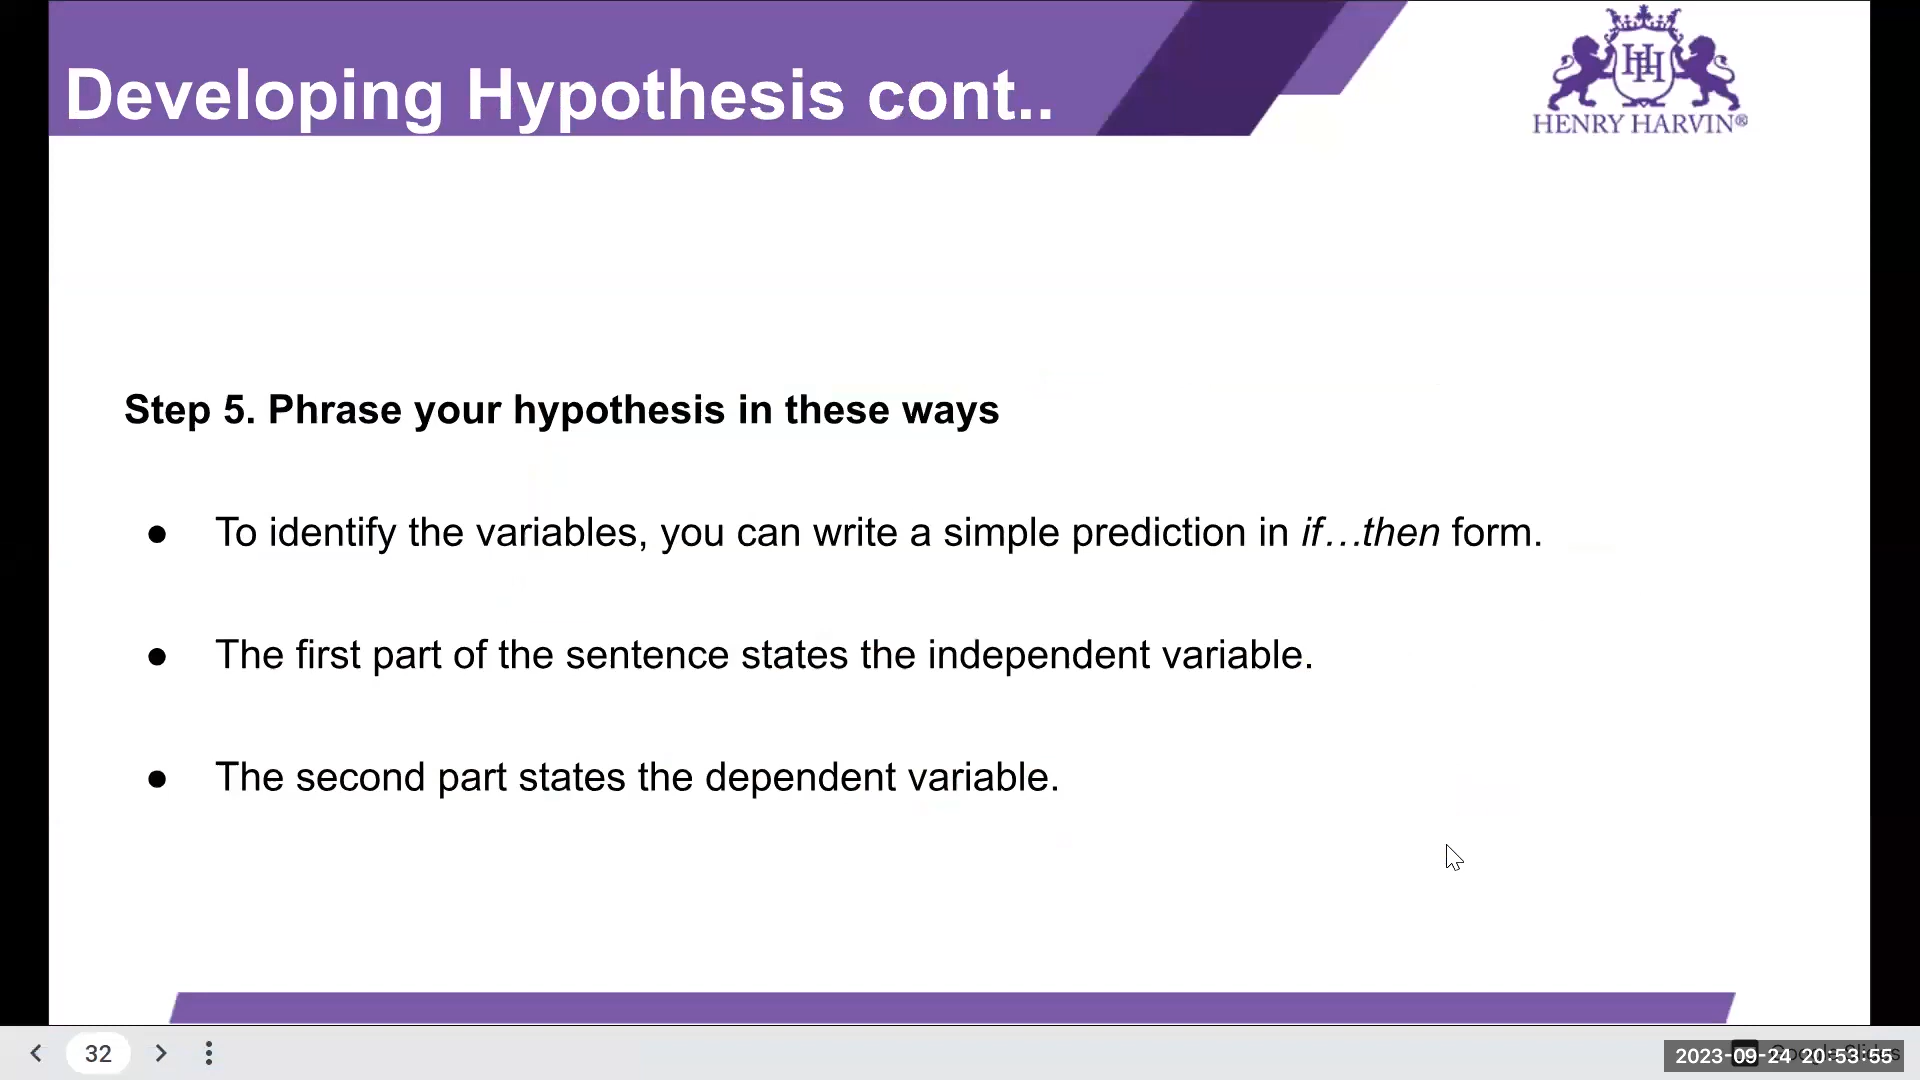 Developing Hypothesis cont..
HH
HENRY HARVIN®
Step 5. Phrase your hypothesis in these ways
● To identify the variables, you can write a simple prediction in if…then form.
● The first part of the sentence states the independent variable.
● The second part states the dependent variable.
32
2023-09-24 20:53:55